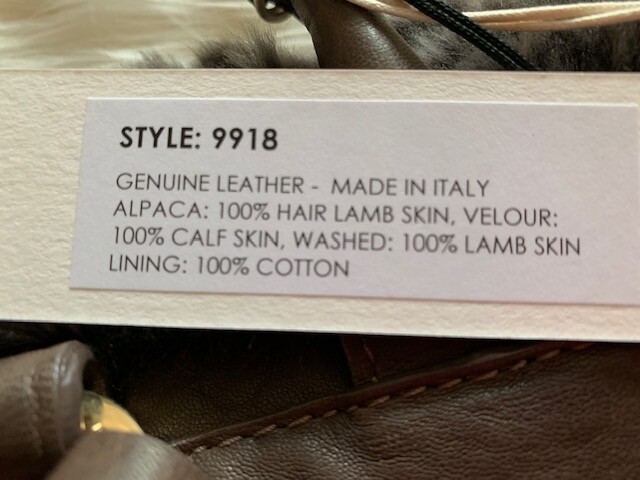 STYLE: 9918
GENUINE LEATHER - MADE IN ITALY
ALPACA: 100% HAIR LAMB SKIN, VELOUR:
100% CALF SKIN, WASHED: 100% LAMB SKIN
LINING: 100% COTTON